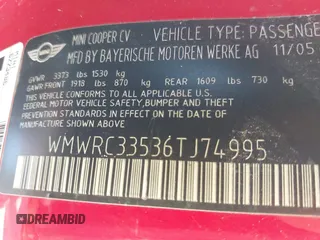 MINI COOPER CV VEHICLE TYPE: PASSENGE
MFD BY BAYERISCHE MOTOREN WERKE AG 11/05
GVWR 3373 lbs 1530 kg
FRONT 1918 lbs 870 kg REAR 1609 lbs 730 kg
THIS VEHICLE CONFORMS TO ALL APPLICABLE U.S.
FEDERAL MOTOR VEHICLE SAFETY, BUMPER, AND
THEFT PREVENTION STANDARDS IN EFFECT ON THE
DATE OF MANUFACTURE SHOWN ABOVE.
WMWRC33536TJ74995
DREAMBID
DREAMBID.COM